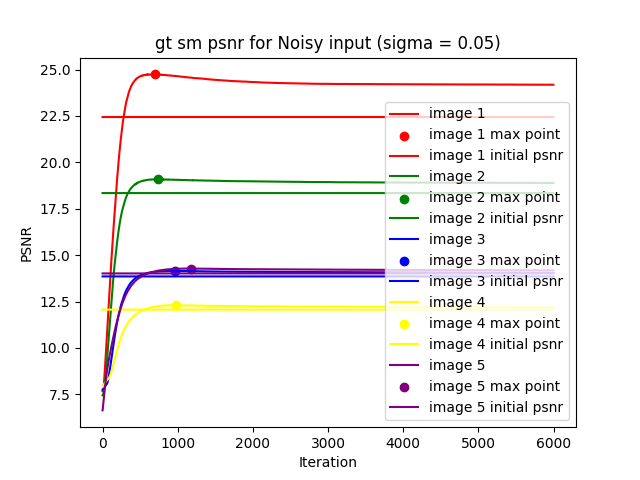 gt sm psnr for Noisy input (sigma = 0.05)
PSNR
25.0
22.5
20.0
17.5
15.0
12.5
10.0
7.5
image 1
image 1 max point
image 1 initial psnr
image 2
image 2 max point
image 2 initial psnr
image 3
image 3 max point
image 3 initial psnr
image 4
image 4 max point
image 4 initial psnr
image 5
image 5 max point
image 5 initial psnr
0 1000 2000 3000 4000 5000 6000
Iteration